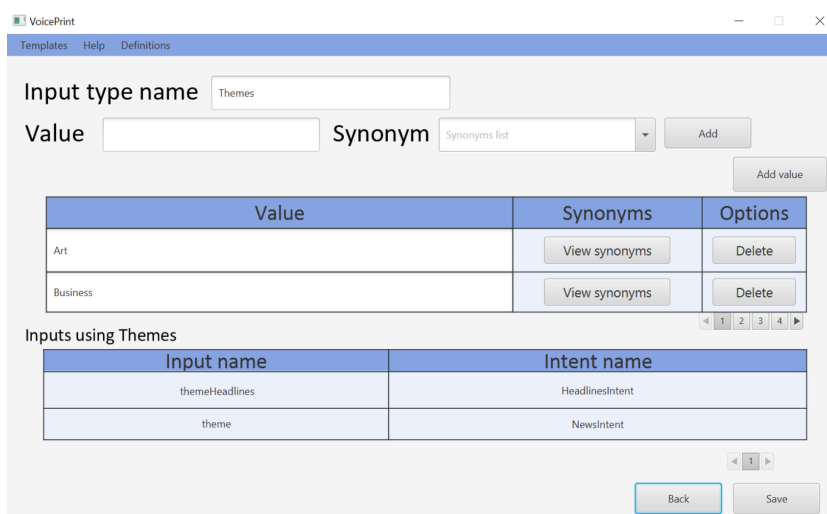 VoicePrint
Templates Help Definitions
Input type name Themes
Value Synonym Synonyms list Add
Add value
Value Synonyms Options
Art View synonyms Delete
Business View synonyms Delete
1 2 3 4
Inputs using Themes
Input name Intent name
themeHeadlines HeadlinesIntent
theme NewsIntent
1
Back Save